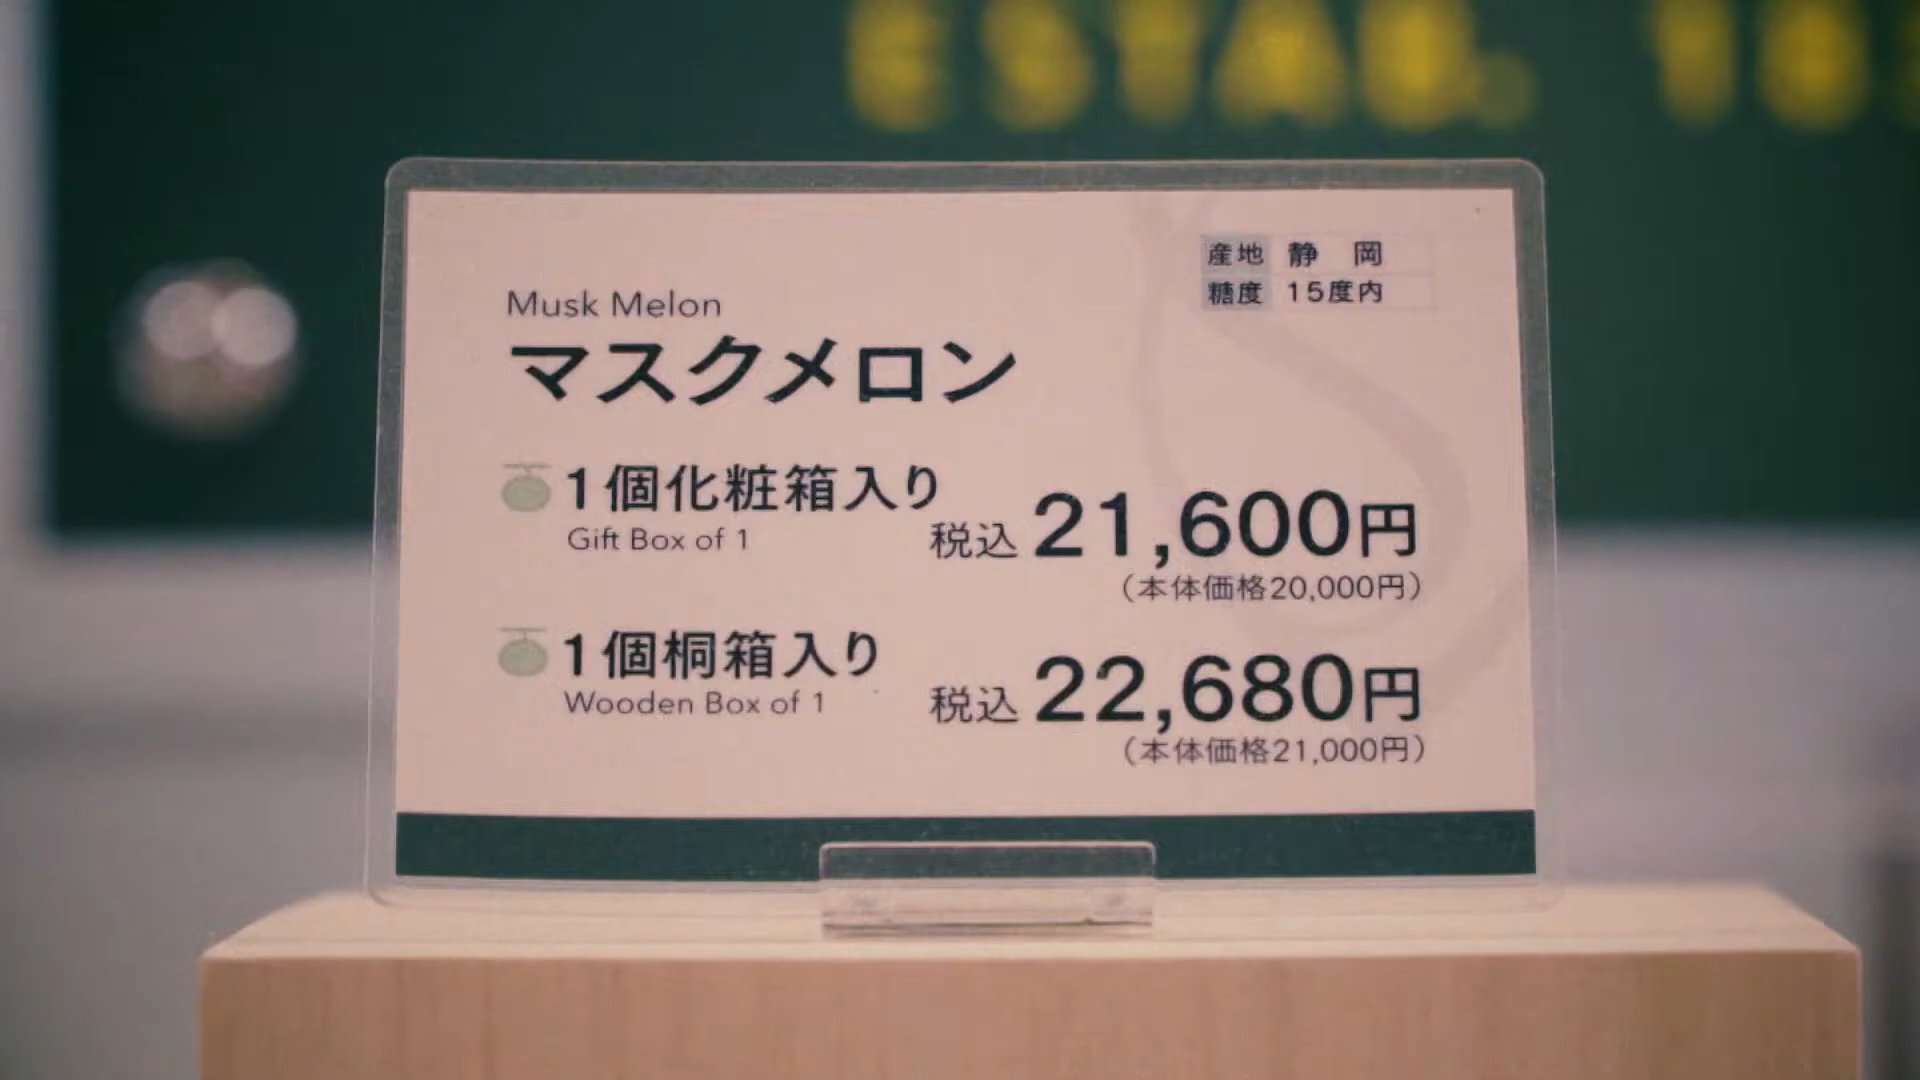 ESTAB. 18
産地 静 岡
糖度 15度内
Musk Melon
マスクメロン
1個化粧箱入り
Gift Box of 1
税込 21,600円
(本体価格20,000円)
1個桐箱入り
Wooden Box of 1
税込 22,680円
(本体価格21,000円)